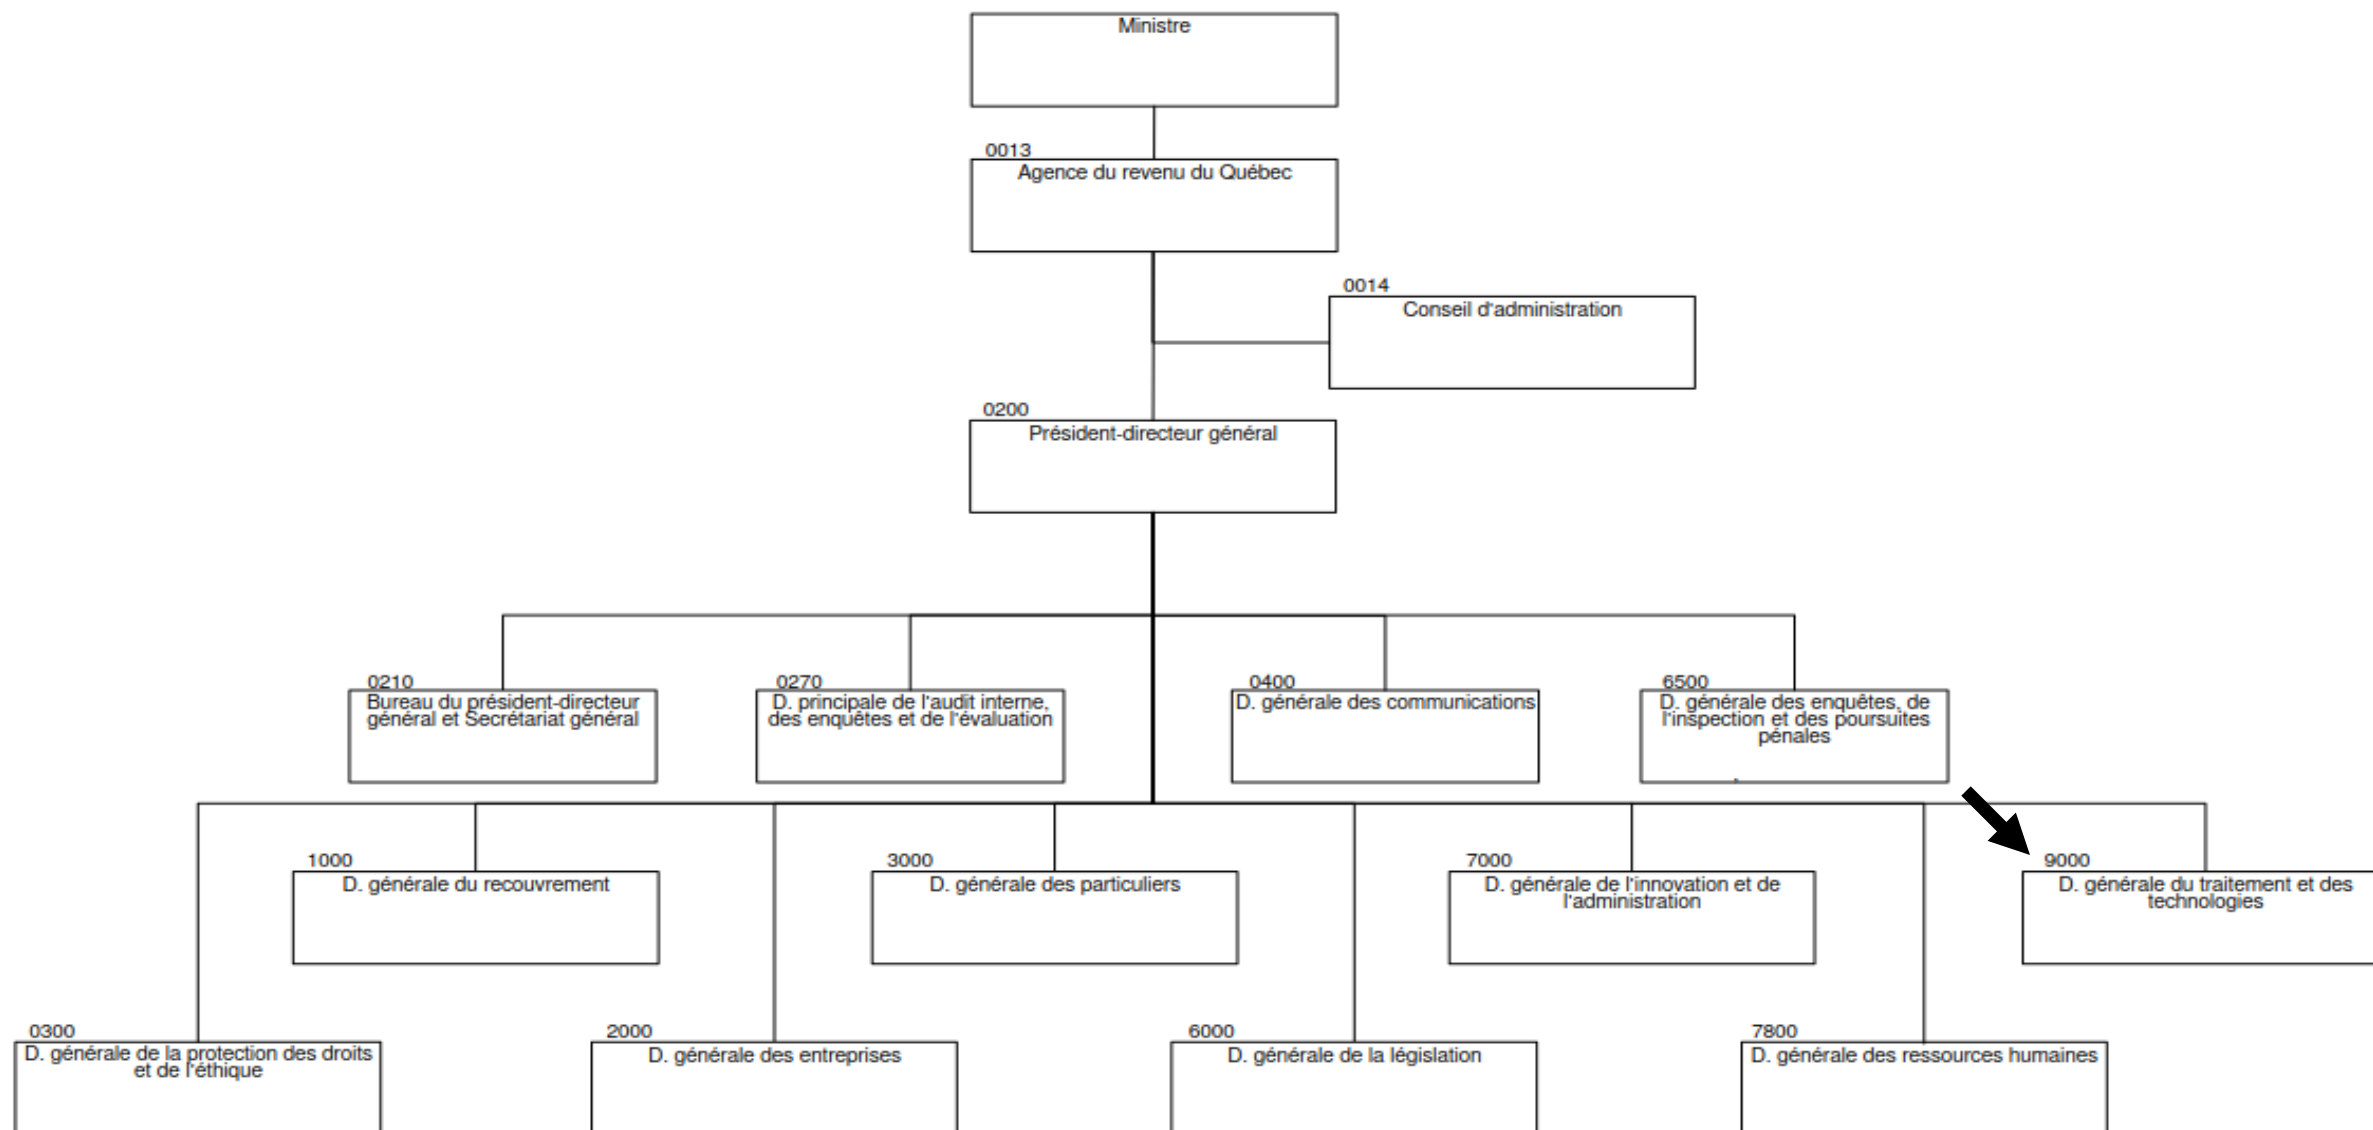 Ministre
0013
Agence du revenu du Québec
0014
Conseil d'administration
0200
Président-directeur général
0210
Bureau du président-directeur
général et Secrétariat général
0270
D. principale de l'audit interne,
des enquêtes et de l'évaluation
0400
D. générale des communications
6500
D. générale des enquêtes, de
l'inspection et des poursuites
pénales
1000
D. générale du recouvrement
3000
D. générale des particuliers
7000
D. générale de l'innovation et de
l'administration
9000
D. générale du traitement et des
technologies
0300
D. générale de la protection des droits
et de l'éthique
2000
D. générale des entreprises
6000
D. générale de la législation
7800
D. générale des ressources humaines